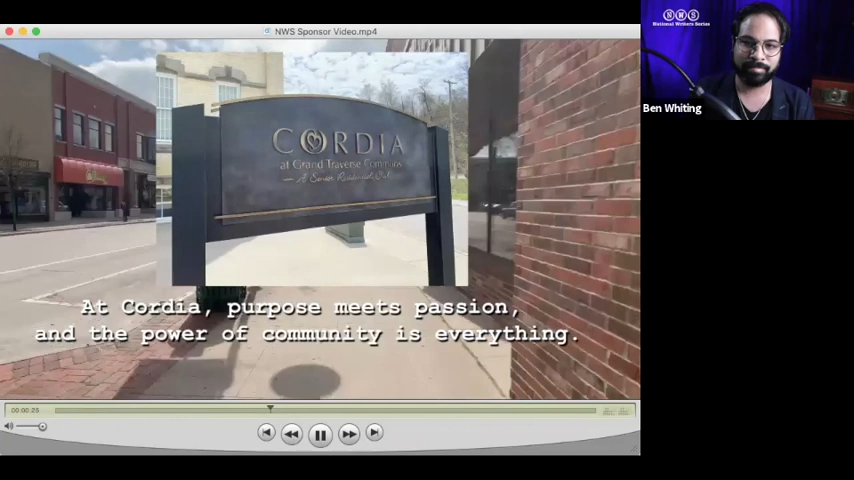 NWS Sponsor Video.mp4
NWS
National Writers Series
Ben Whiting
CORDIA
at Grand Traverse Commons
At Cordia, purpose meets passion,
and the power of community is everything.
00:00:25